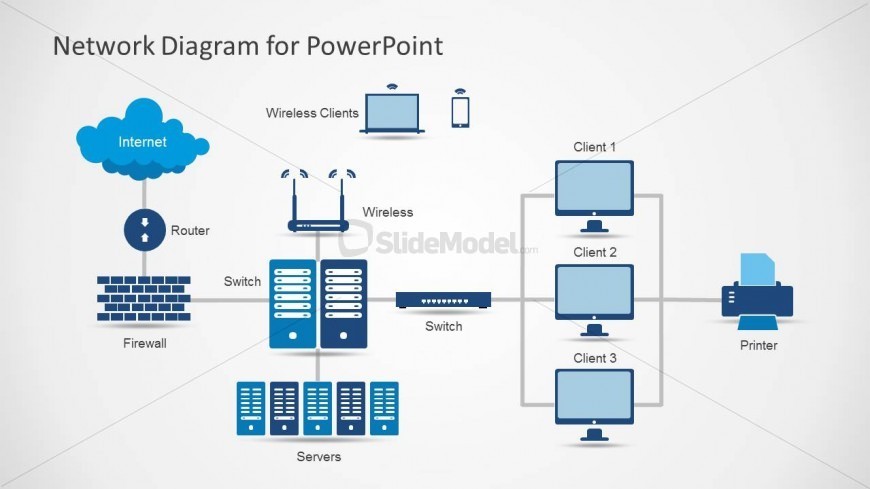 Network Diagram for PowerPoint
Wireless Clients
Internet
Client 1
Wireless
Router
SlideModel.com
Client 2
Switch
Switch
Firewall
Printer
Client 3
Servers